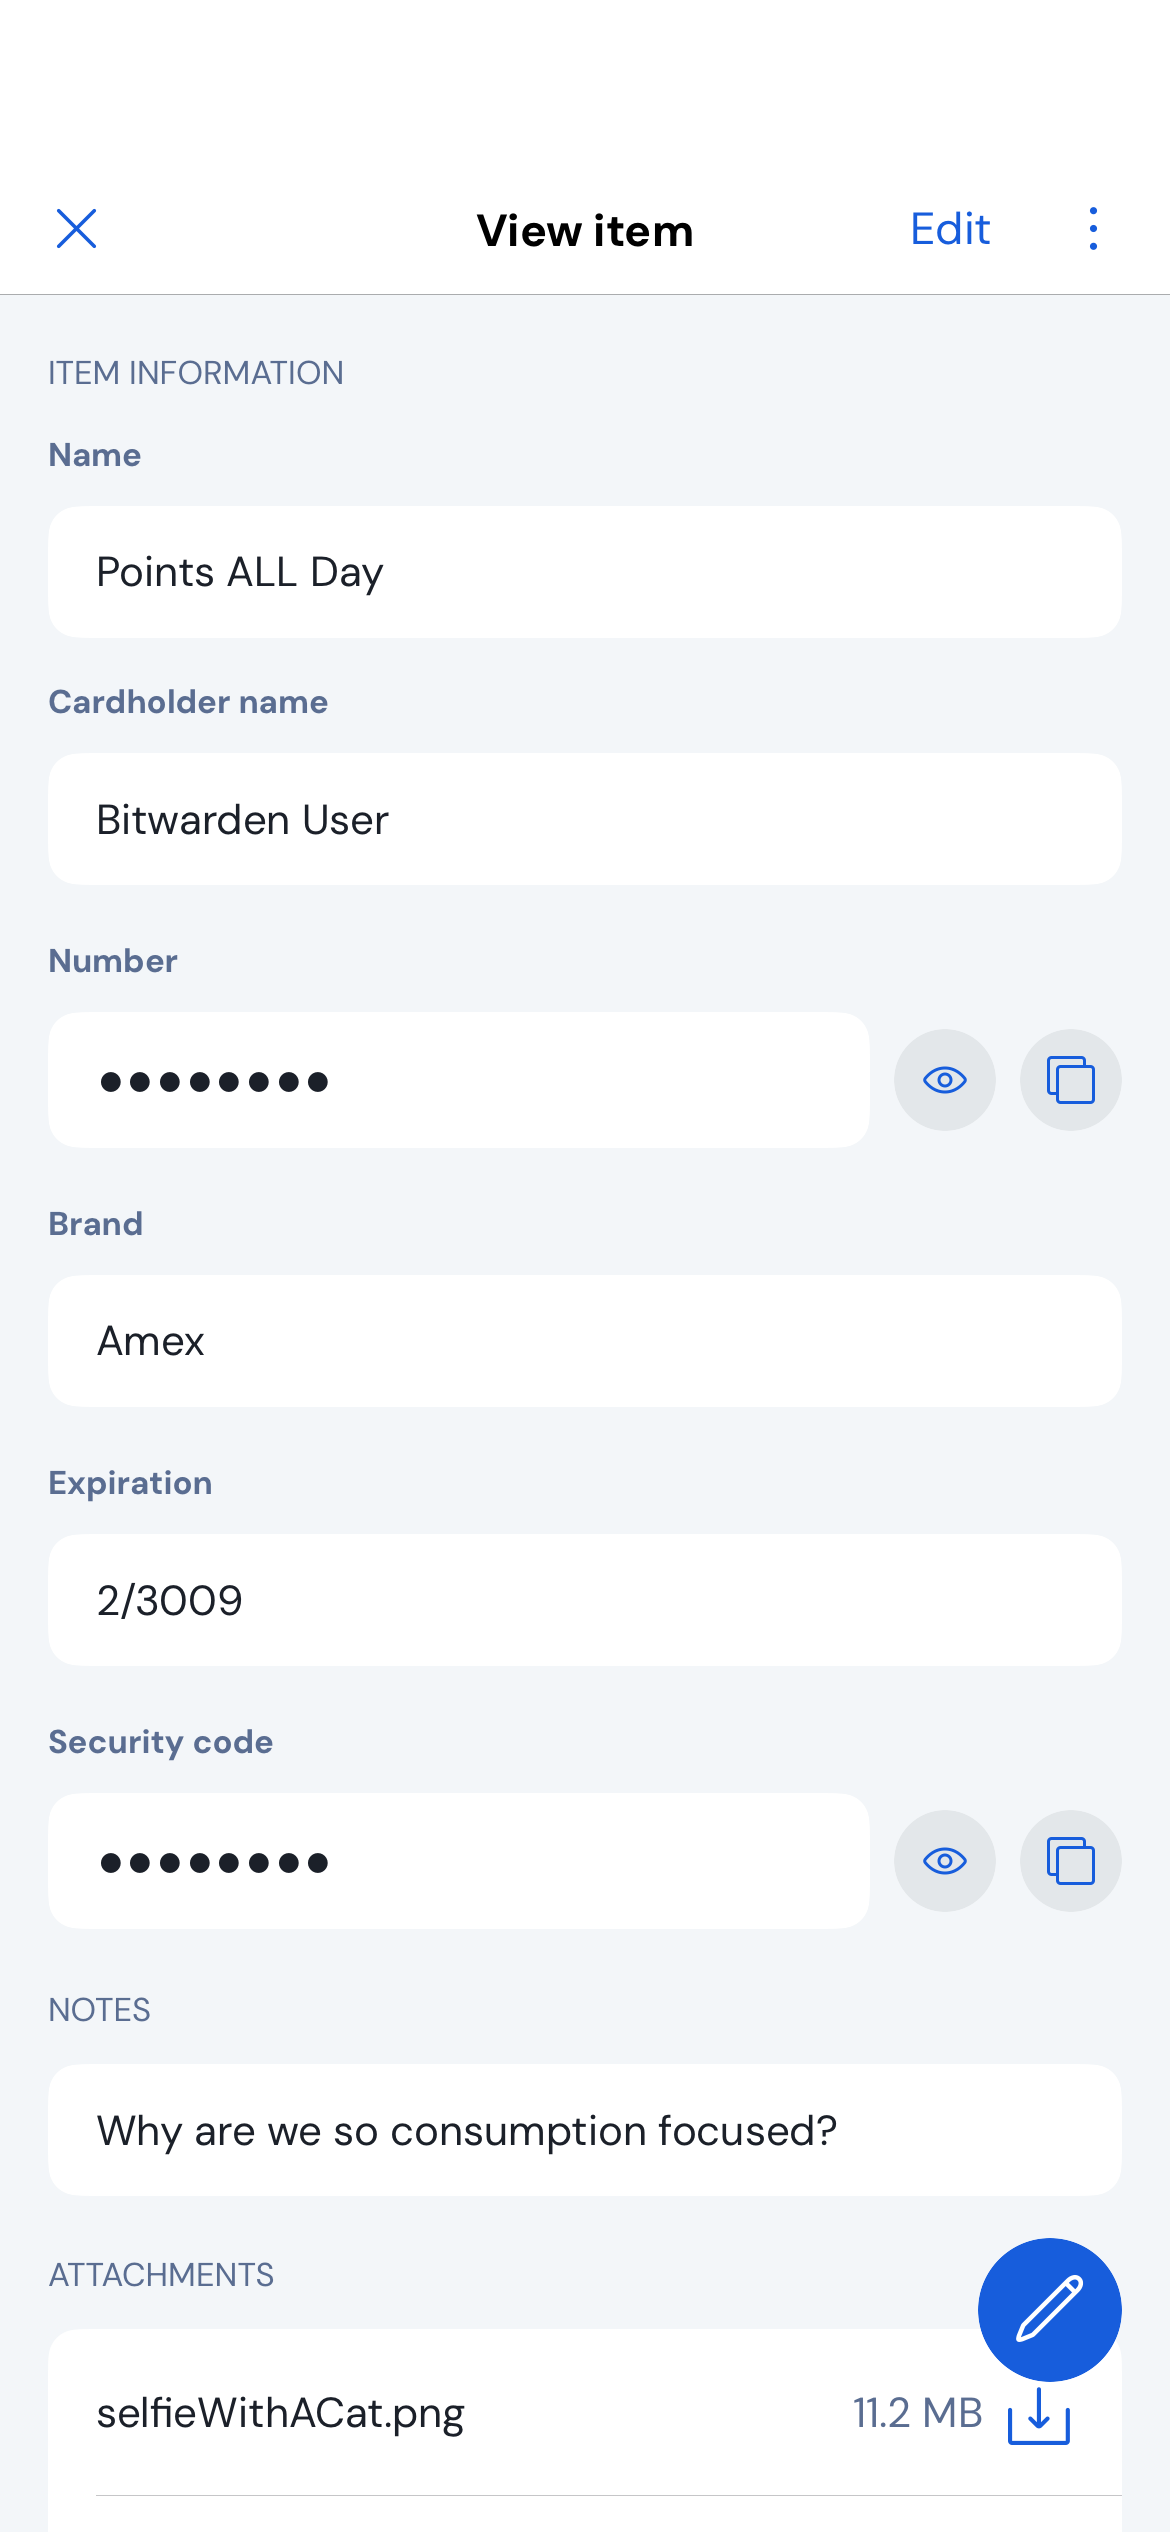 View item
Edit
ITEM INFORMATION
Name
Points ALL Day
Cardholder name
Bitwarden User
Number
●●●●●●●●
Brand
Amex
Expiration
2/3009
Security code
●●●●●●●●
NOTES
Why are we so consumption focused?
ATTACHMENTS
selfieWithACat.png
11.2 MB